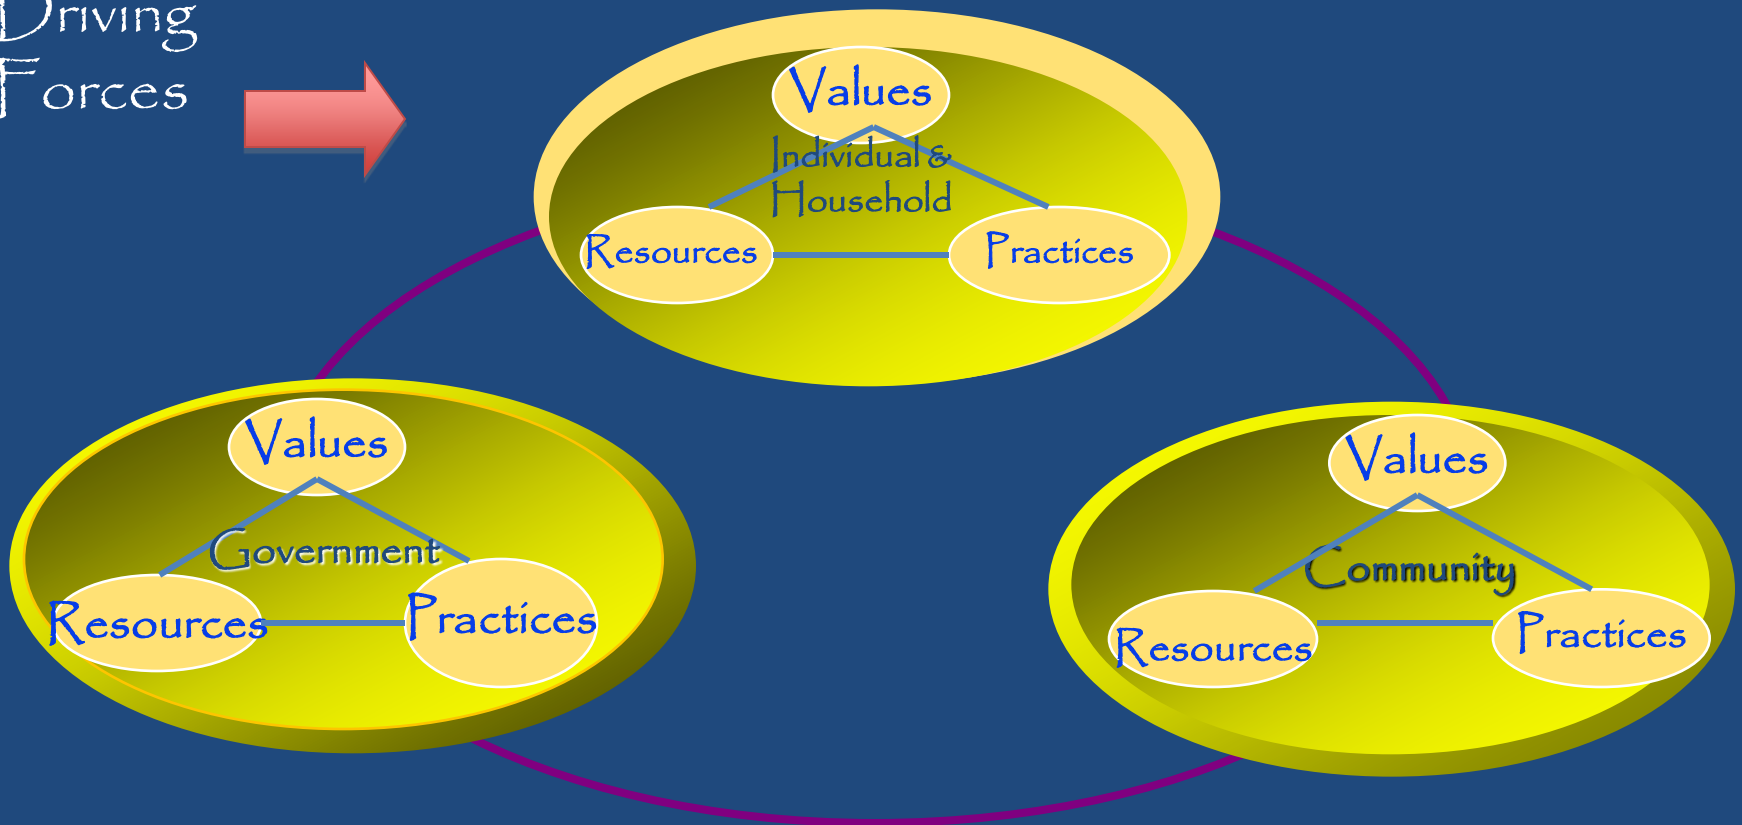 Driving
Forces
Values
Individual &
Household
Resources
Practices
Values
Government
Resources
Practices
Values
Community
Resources
Practices